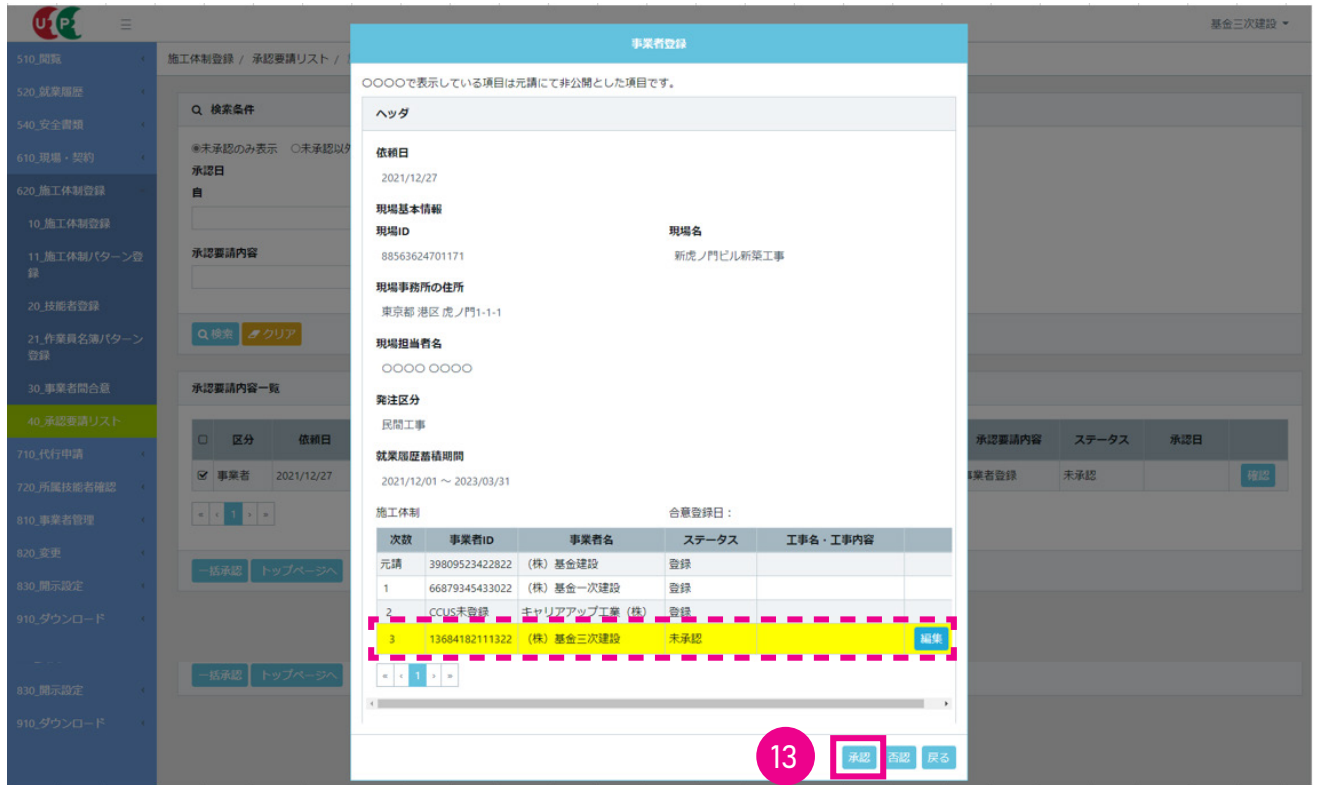 UP
基金三次建設
510_閲覧
520_就業履歴
540_安全書類
610_現場・契約
620_施工体制登録
10_施工体制登録
11_施工体制パターン登
録
20_技能者登録
21_作業員名簿パターン
登録
30_事業者間合意
40_承認要請リスト
710_代行申請
720_所属技能者確認
810_事業者管理
820_変更
830_開示設定
910_ダウンロード
830_開示設定
910_ダウンロード
施工体制登録 / 承認要請リスト /
検索条件
◉未承認のみ表示 ○未承認以外
承認日
自
承認要請内容
検索 クリア
承認要請内容一覧
区分 依頼日
承認要請内容 ステータス 承認日
事業者 2021/12/27
事業者登録 未承認 確認
« ‹ 1 › »
一括承認 トップページへ
一括承認 トップページへ
事業者登録
○○○○で表示している項目は元請にて非公開とした項目です。
ヘッダ
依頼日
2021/12/27
現場基本情報
現場ID 現場名
88563624701171 新虎ノ門ビル新築工事
現場事務所の住所
東京都 港区 虎ノ門1-1-1
現場担当者名
○○○○ ○○○○
発注区分
民間工事
就業履歴蓄積期間
2021/12/01 ～ 2023/03/31
施工体制 合意登録日：
次数 事業者ID 事業者名 ステータス 工事名・工事内容
元請 39809523422822 （株）基金建設 登録
1 66879345433022 （株）基金一次建設 登録
2 CCUS未登録 キャリアアップ工業（株） 登録
3 13684182111322 （株）基金三次建設 未承認 編集
« ‹ 1 › »
13 承認 否認 戻る